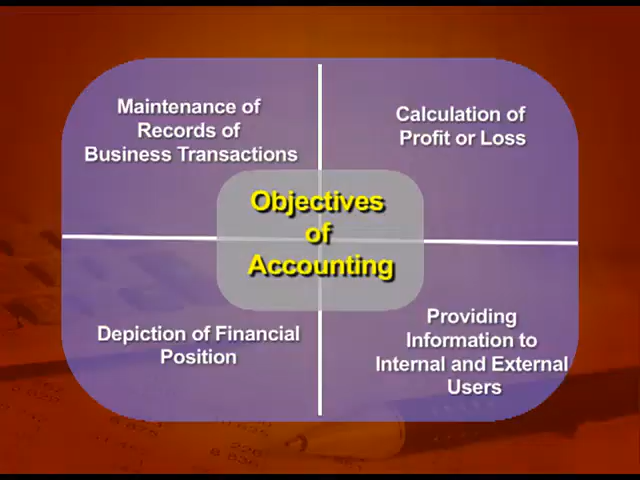 Maintenance of
Records of
Business Transactions
Calculation of
Profit or Loss
Objectives
of
Accounting
Depiction of Financial
Position
Providing
Information to
Internal and External
Users